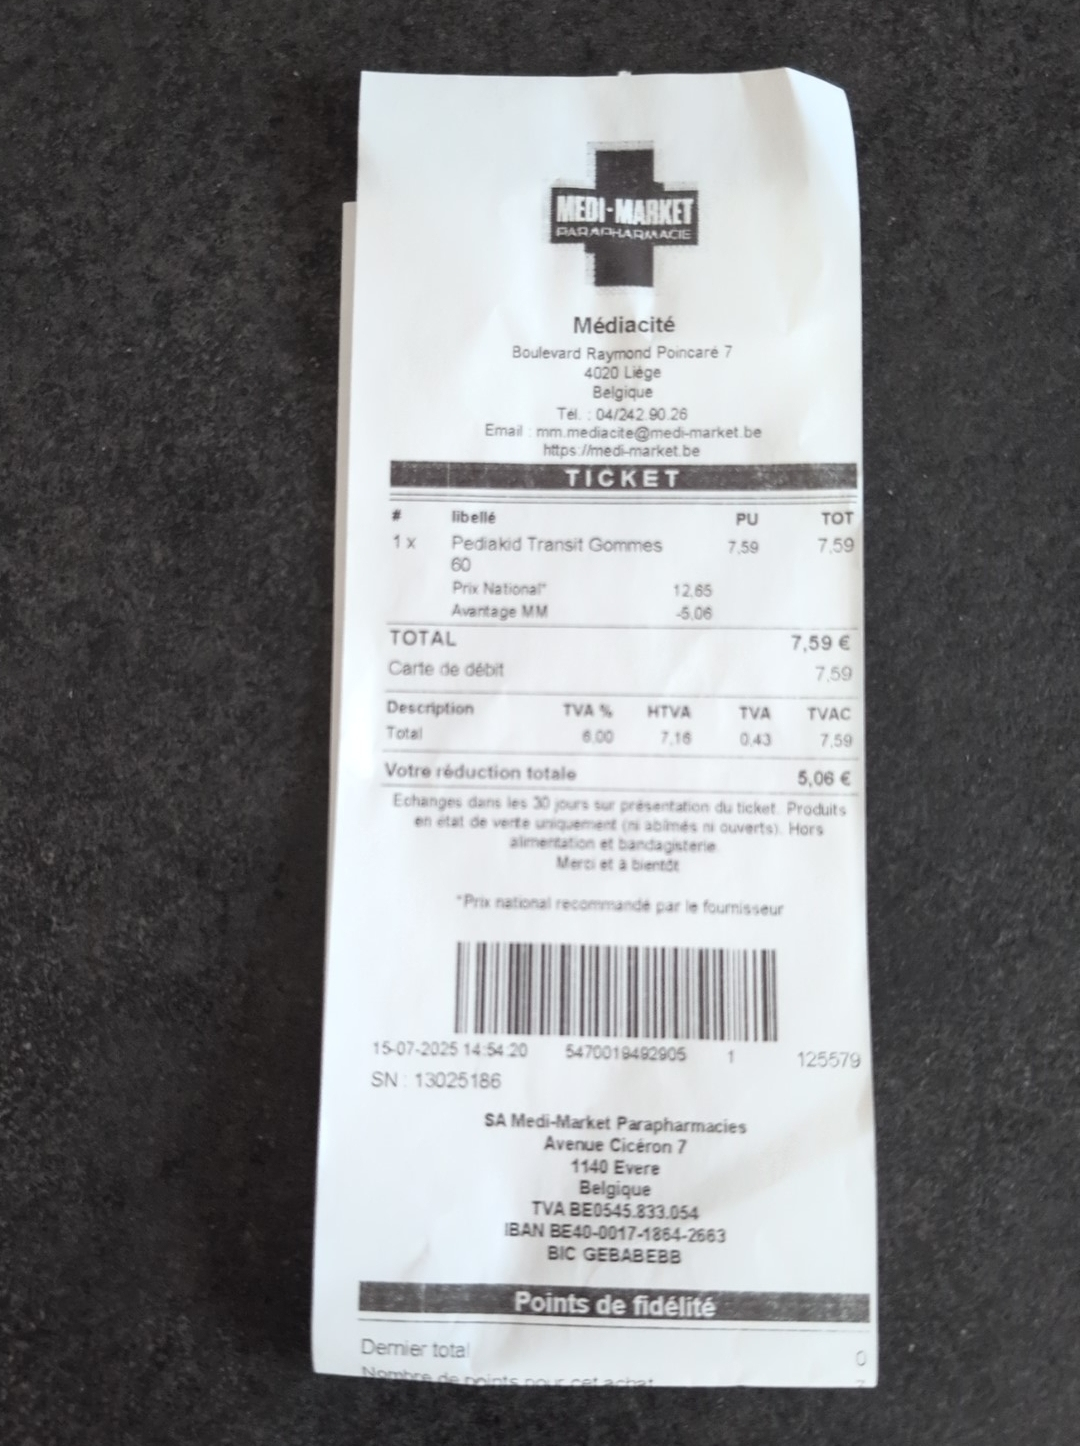 MEDI-MARKET
PARAPHARMACIE
Médiacité
Boulevard Raymond Poincaré 7
4020 Liège
Belgique
Tél. : 04/242.90.26
Email : mm.mediacite@medi-market.be
https://medi-market.be
TICKET
# libellé PU TOT
1 x Pediakid Transit Gommes 7,59 7,59
60
Prix National* 12,65
Avantage MM -5,06
TOTAL 7,59 €
Carte de débit 7,59
Description TVA % HTVA TVA TVAC
Total 6,00 7,16 0,43 7,59
Votre réduction totale 5,06 €
Echanges dans les 30 jours sur présentation du ticket. Produits
en état de vente uniquement (ni abîmés ni ouverts). Hors
alimentation et bandagisterie.
Merci et à bientôt
*Prix national recommandé par le fournisseur
15-07-2025 14:54:20 5470019492905 1 125579
SN : 13025186
SA Medi-Market Parapharmacies
Avenue Cicéron 7
1140 Evere
Belgique
TVA BE0545.833.054
IBAN BE40-0017-1864-2663
BIC GEBABEBB
Points de fidélité
Dernier total 0
Nombre de points pour cet achat